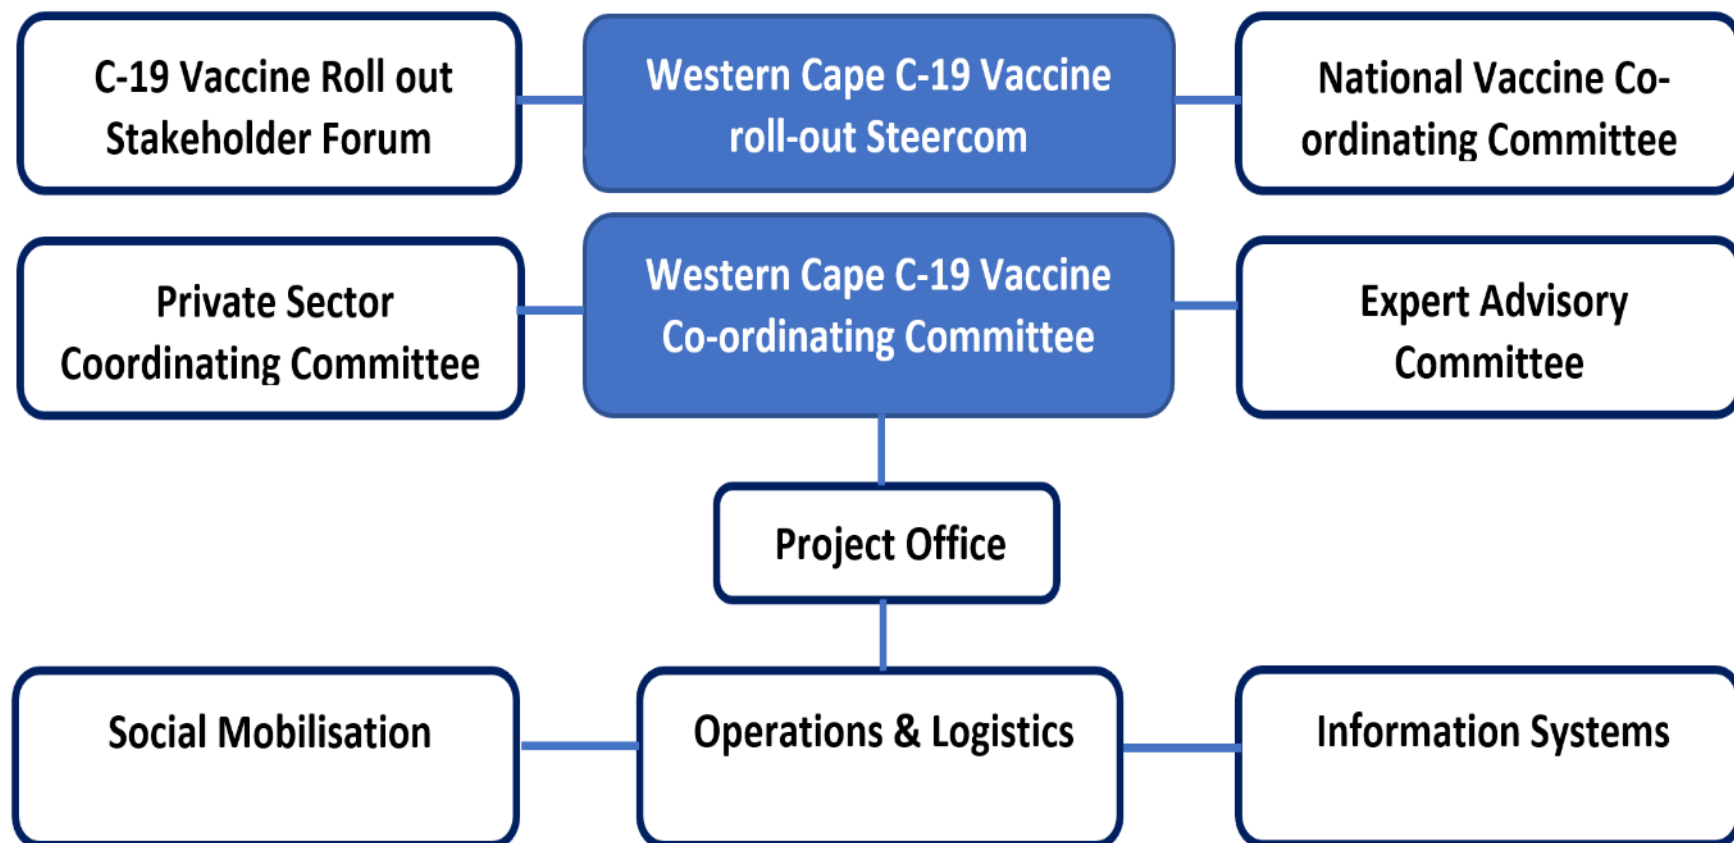 C-19 Vaccine Roll out
Stakeholder Forum
Western Cape C-19 Vaccine
roll-out Steercom
National Vaccine Co-
ordinating Committee
Private Sector
Coordinating Committee
Western Cape C-19 Vaccine
Co-ordinating Committee
Expert Advisory
Committee
Project Office
Social Mobilisation
Operations & Logistics
Information Systems